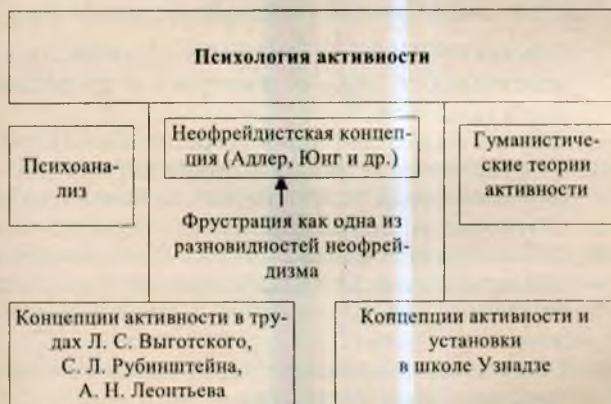 Психология активности
Психоана-
лиз
Неофрейдистская концеп-
ция (Адлер, Юнг и др.)
Гуманистиче-
ские теории
активности
Фрустрация как одна из
разновидностей неофрей-
дизма
Концепции активности в тру-
дах Л. С. Выготского,
С. Л. Рубинштейна,
А. Н. Леонтьева
Концепции активности и
установки
в школе Узнадзе